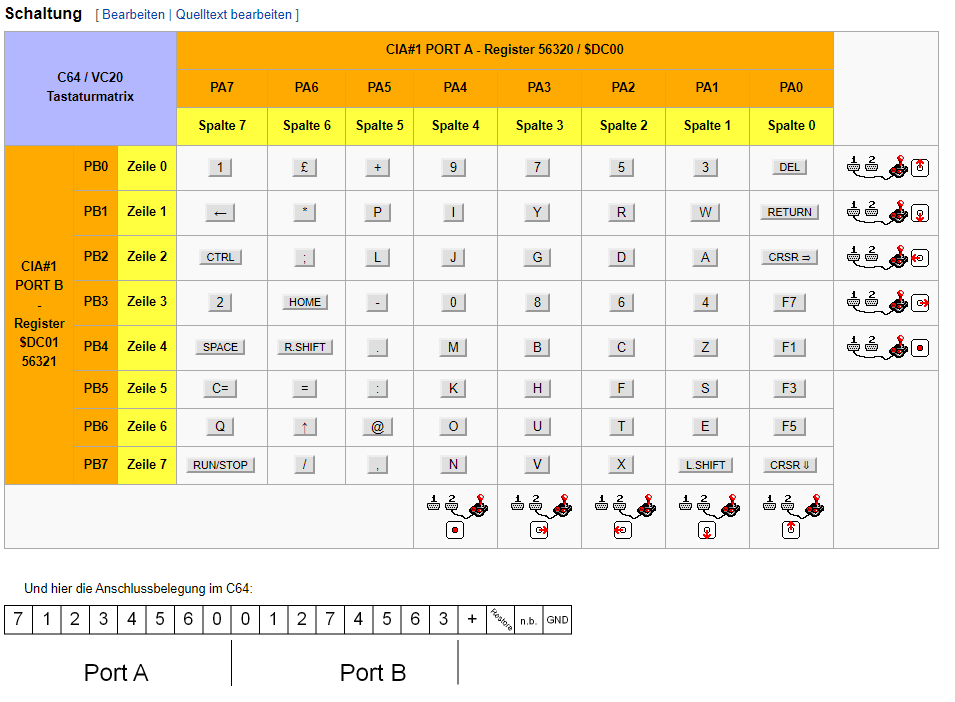 Schaltung [ Bearbeiten | Quelltext bearbeiten ]
C64 / VC20
Tastaturmatrix
CIA#1 PORT A - Register 56320 / $DC00
PA7 PA6 PA5 PA4 PA3 PA2 PA1 PA0
Spalte 7 Spalte 6 Spalte 5 Spalte 4 Spalte 3 Spalte 2 Spalte 1 Spalte 0
CIA#1
PORT B
-
Register
$DC01
56321
PB0 Zeile 0 1 £ + 9 7 5 3 DEL 1 2
PB1 Zeile 1 ← * P I Y R W RETURN 1 2
PB2 Zeile 2 CTRL ; L J G D A CRSR ⇒ 1 2
PB3 Zeile 3 2 HOME - 0 8 6 4 F7 1 2
PB4 Zeile 4 SPACE R.SHIFT . M B C Z F1 1 2
PB5 Zeile 5 C= = : K H F S F3
PB6 Zeile 6 Q ↑ @ O U T E F5
PB7 Zeile 7 RUN/STOP / , N V X L.SHIFT CRSR ⇓
1 2 1 2 1 2 1 2 1 2
Und hier die Anschlussbelegung im C64:
7 1 2 3 4 5 6 0 0 1 2 7 4 5 6 3 + Restore n.b. GND
Port A Port B